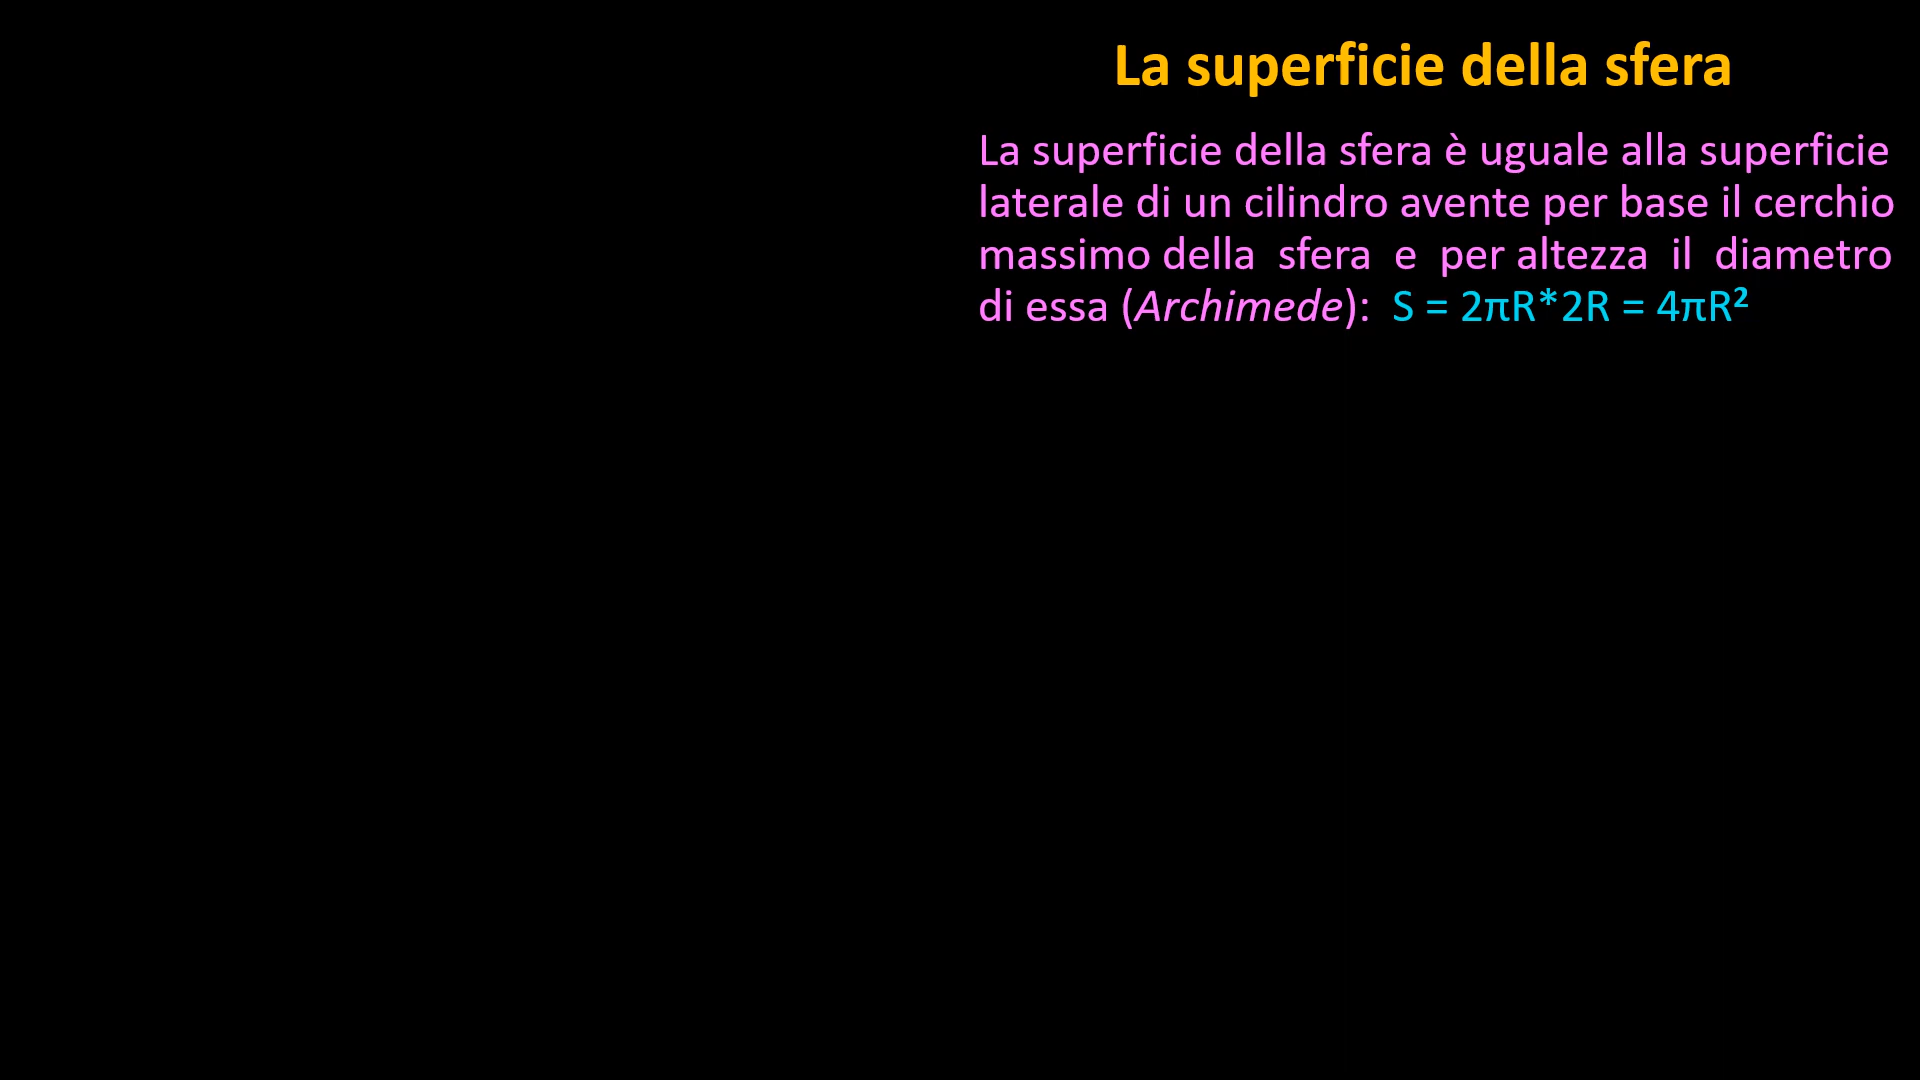 La superficie della sfera
La superficie della sfera è uguale alla superficie
laterale di un cilindro avente per base il cerchio
massimo della sfera e per altezza il diametro
di essa (Archimede): S = 2πR*2R = 4πR²